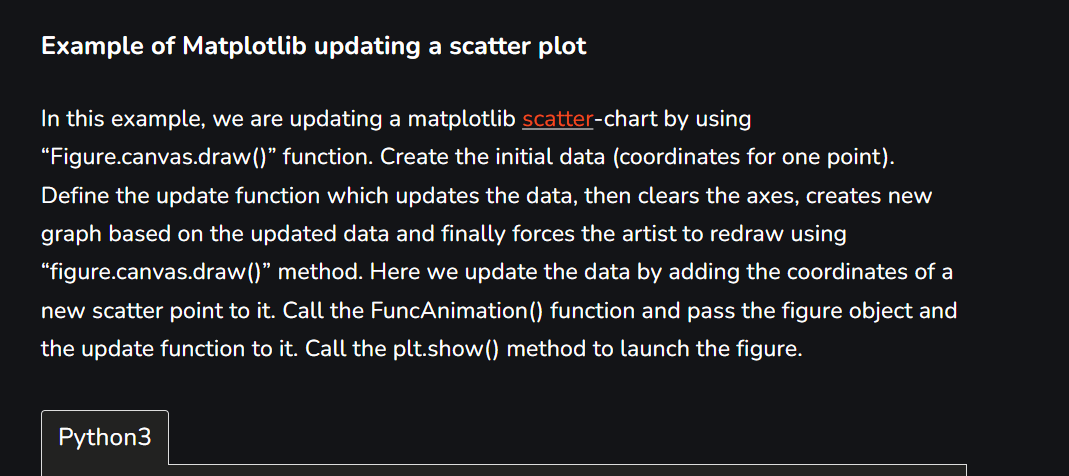 Example of Matplotlib updating a scatter plot
In this example, we are updating a matplotlib scatter-chart by using
“Figure.canvas.draw()” function. Create the initial data (coordinates for one point).
Define the update function which updates the data, then clears the axes, creates new
graph based on the updated data and finally forces the artist to redraw using
“figure.canvas.draw()” method. Here we update the data by adding the coordinates of a
new scatter point to it. Call the FuncAnimation() function and pass the figure object and
the update function to it. Call the plt.show() method to launch the figure.
Python3